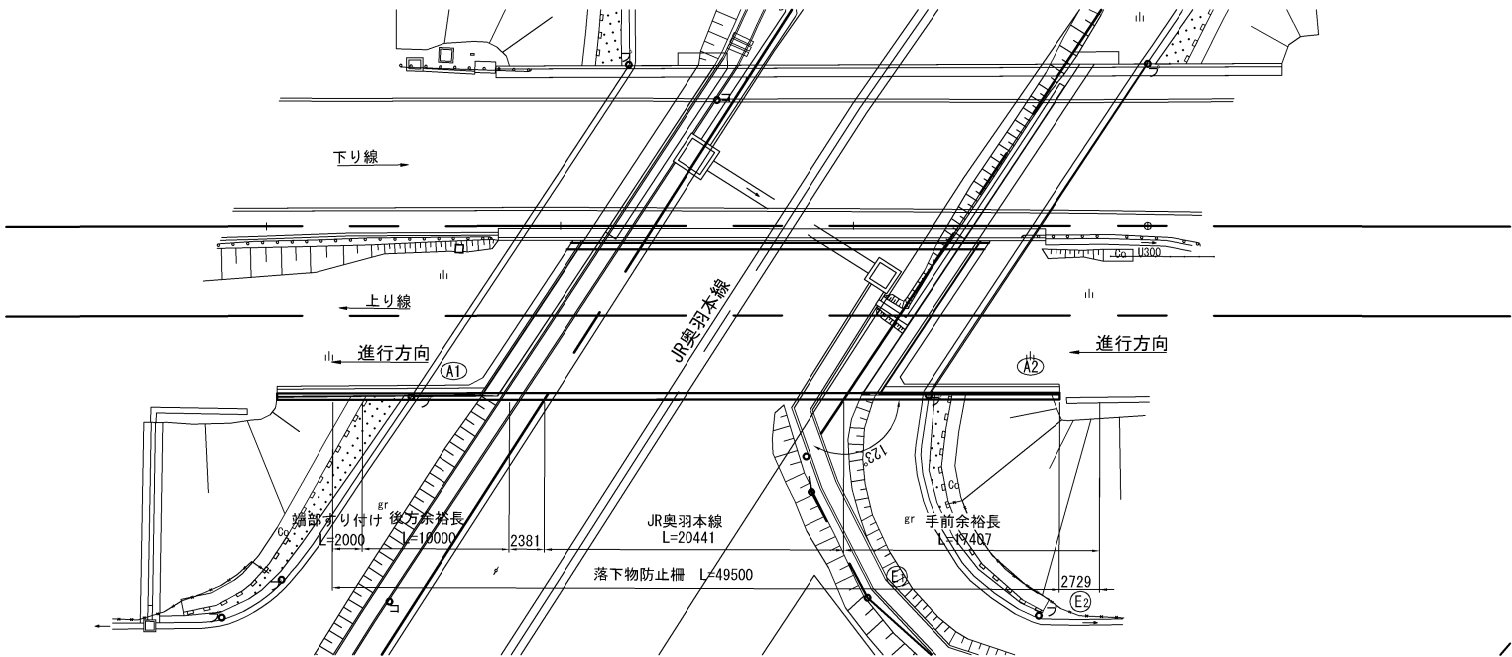 下り線
上り線
進行方向
A1
JR奥羽本線
Co
U300
進行方向
A2
123°
gr
Co
端部すり付け
L=2000
後方余裕長
L=10000
2381
JR奥羽本線
L=20441
gr
Co
手前余裕長
L=17407
落下物防止柵 L=49500
E1
2729
E2